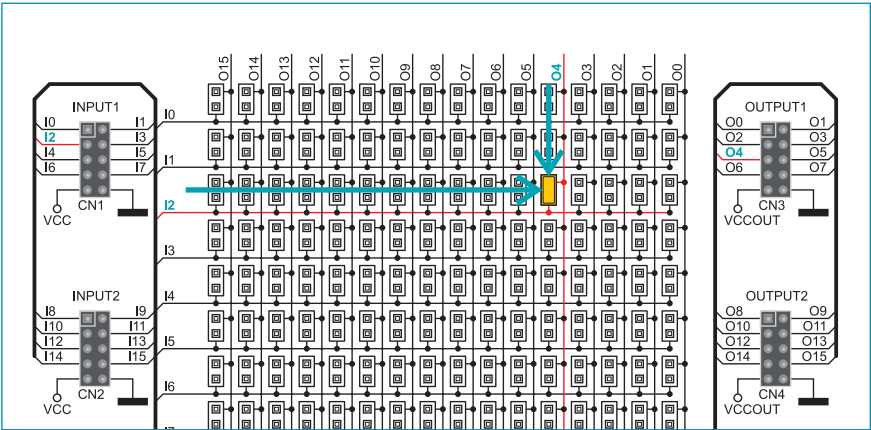 O15 O14 O13 O12 O11 O10 O9 O8 O7 O6 O5 O4 O3 O2 O1 O0
INPUT1
I0 I1
I2 I3
I4 I5
I6 I7
CN1
VCC
INPUT2
I8 I9
I10 I11
I12 I13
I14 I15
CN2
VCC
I0
I1
I2
I3
I4
I5
I6
I7
OUTPUT1
O0 O1
O2 O3
O4 O5
O6 O7
CN3
VCCOUT
OUTPUT2
O8 O9
O10 O11
O12 O13
O14 O15
CN4
VCCOUT